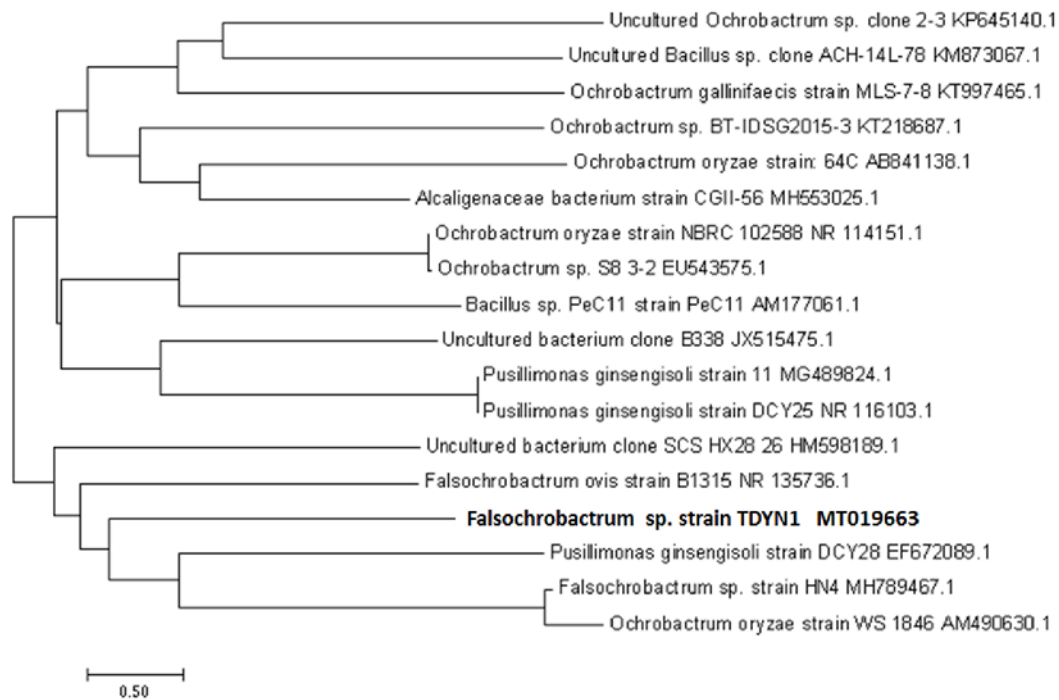 Uncultured Ochrobactrum sp. clone 2-3 KP645140.1
Uncultured Bacillus sp. clone ACH-14L-78 KM873067.1
Ochrobactrum gallinifaecis strain MLS-7-8 KT997465.1
Ochrobactrum sp. BT-IDSG2015-3 KT218687.1
Ochrobactrum oryzae strain: 64C AB841138.1
Alcaligenaceae bacterium strain CGII-56 MH553025.1
Ochrobactrum oryzae strain NBRC 102588 NR 114151.1
Ochrobactrum sp. S8 3-2 EU543575.1
Bacillus sp. PeC11 strain PeC11 AM177061.1
Uncultured bacterium clone B338 JX515475.1
Pusillimonas ginsengisoli strain 11 MG489824.1
Pusillimonas ginsengisoli strain DCY25 NR 116103.1
Uncultured bacterium clone SCS HX28 26 HM598189.1
Falsochrobactrum ovis strain B1315 NR 135736.1
Falsochrobactrum sp. strain TDYN1 MT019663
Pusillimonas ginsengisoli strain DCY28 EF672089.1
Falsochrobactrum sp. strain HN4 MH789467.1
Ochrobactrum oryzae strain WS 1846 AM490630.1
0.50